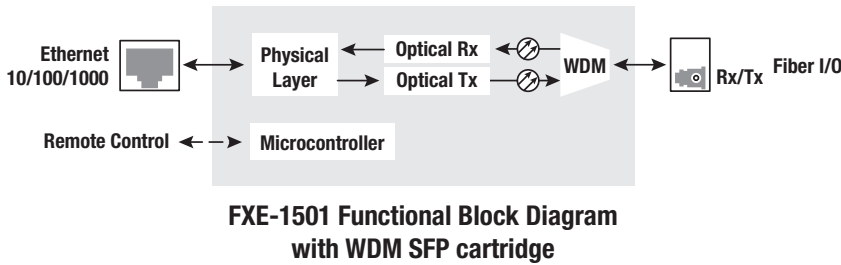 Ethernet
10/100/1000
Physical
Layer
Optical Rx
Optical Tx
WDM
Rx/Tx
Fiber I/O
Remote Control
Microcontroller
FXE-1501 Functional Block Diagram
with WDM SFP cartridge